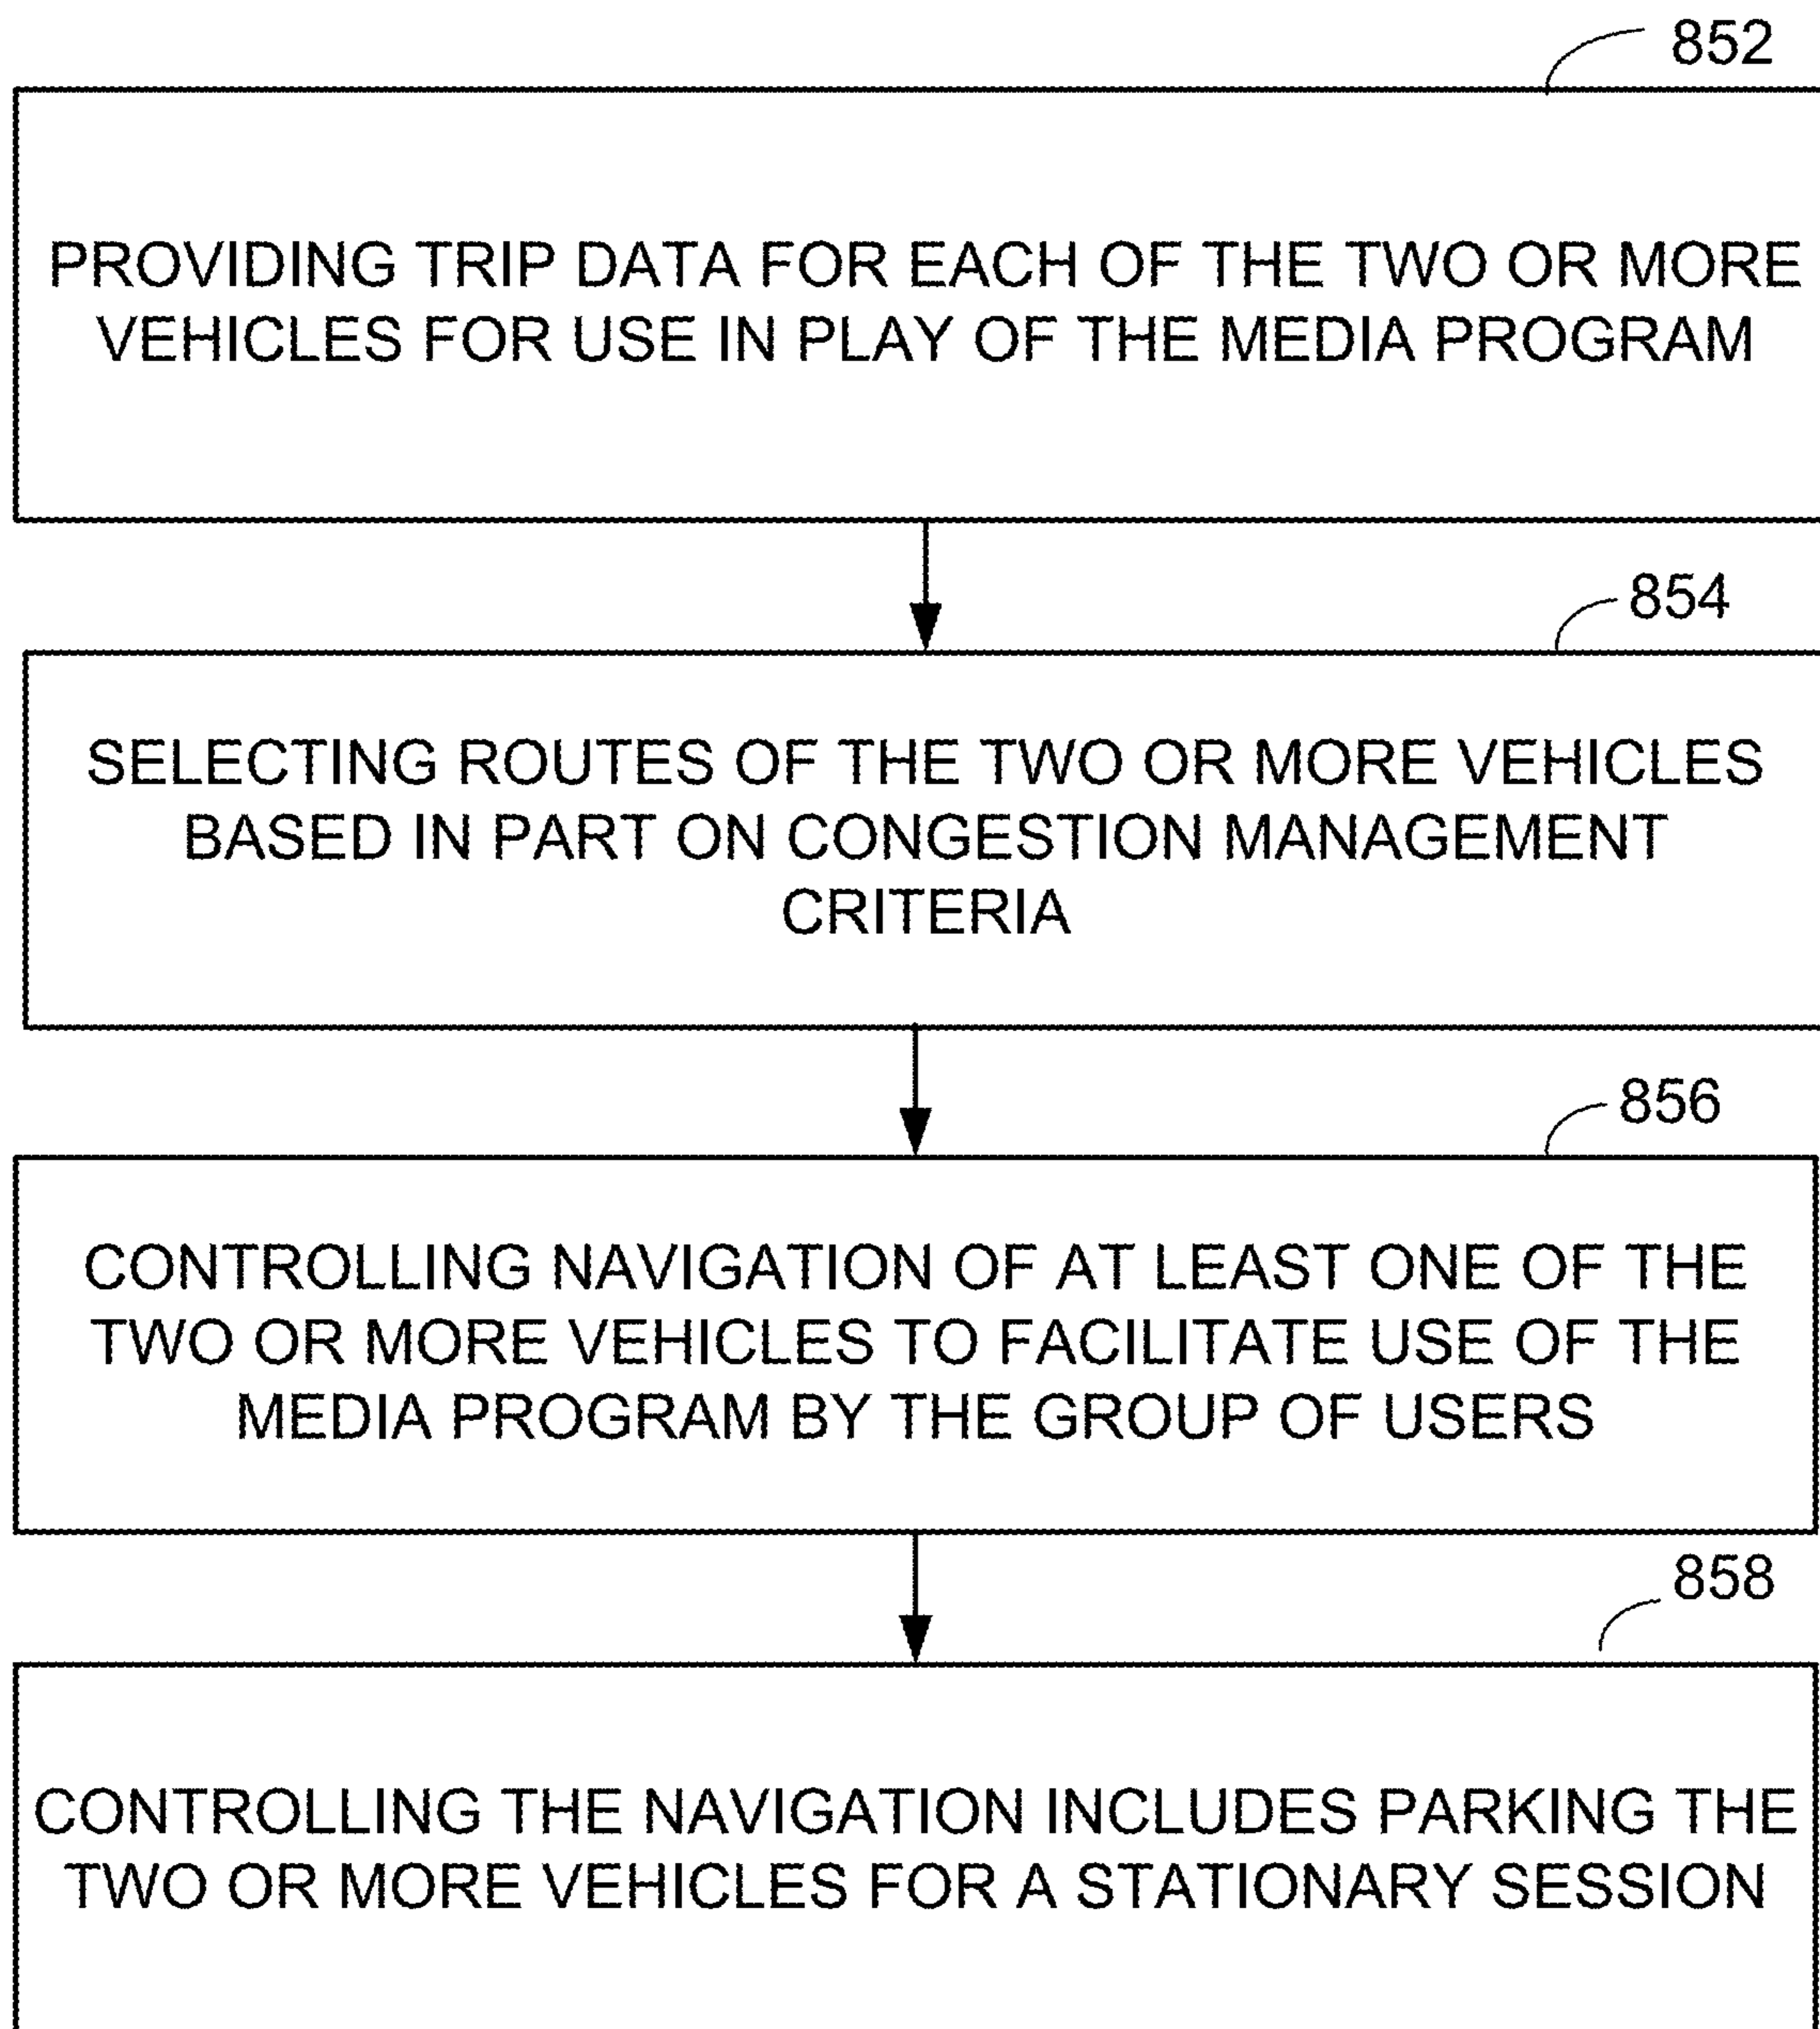 852
PROVIDING TRIP DATA FOR EACH OF THE TWO OR MORE
VEHICLES FOR USE IN PLAY OF THE MEDIA PROGRAM
854
SELECTING ROUTES OF THE TWO OR MORE VEHICLES
BASED IN PART ON CONGESTION MANAGEMENT
CRITERIA
856
CONTROLLING NAVIGATION OF AT LEAST ONE OF THE
TWO OR MORE VEHICLES TO FACILITATE USE OF THE
MEDIA PROGRAM BY THE GROUP OF USERS
858
CONTROLLING THE NAVIGATION INCLUDES PARKING THE
TWO OR MORE VEHICLES FOR A STATIONARY SESSION